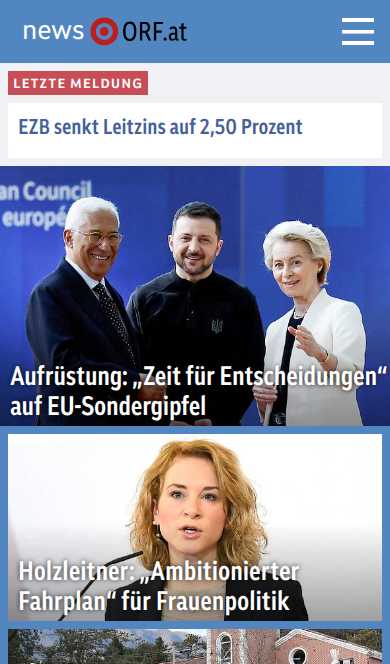 news ORF.at
LETZTE MELDUNG
EZB senkt Leitzins auf 2,50 Prozent
an Council
européen
Aufrüstung: „Zeit für Entscheidungen“
auf EU-Sondergipfel
Holzleitner: „Ambitionierter
Fahrplan“ für Frauenpolitik